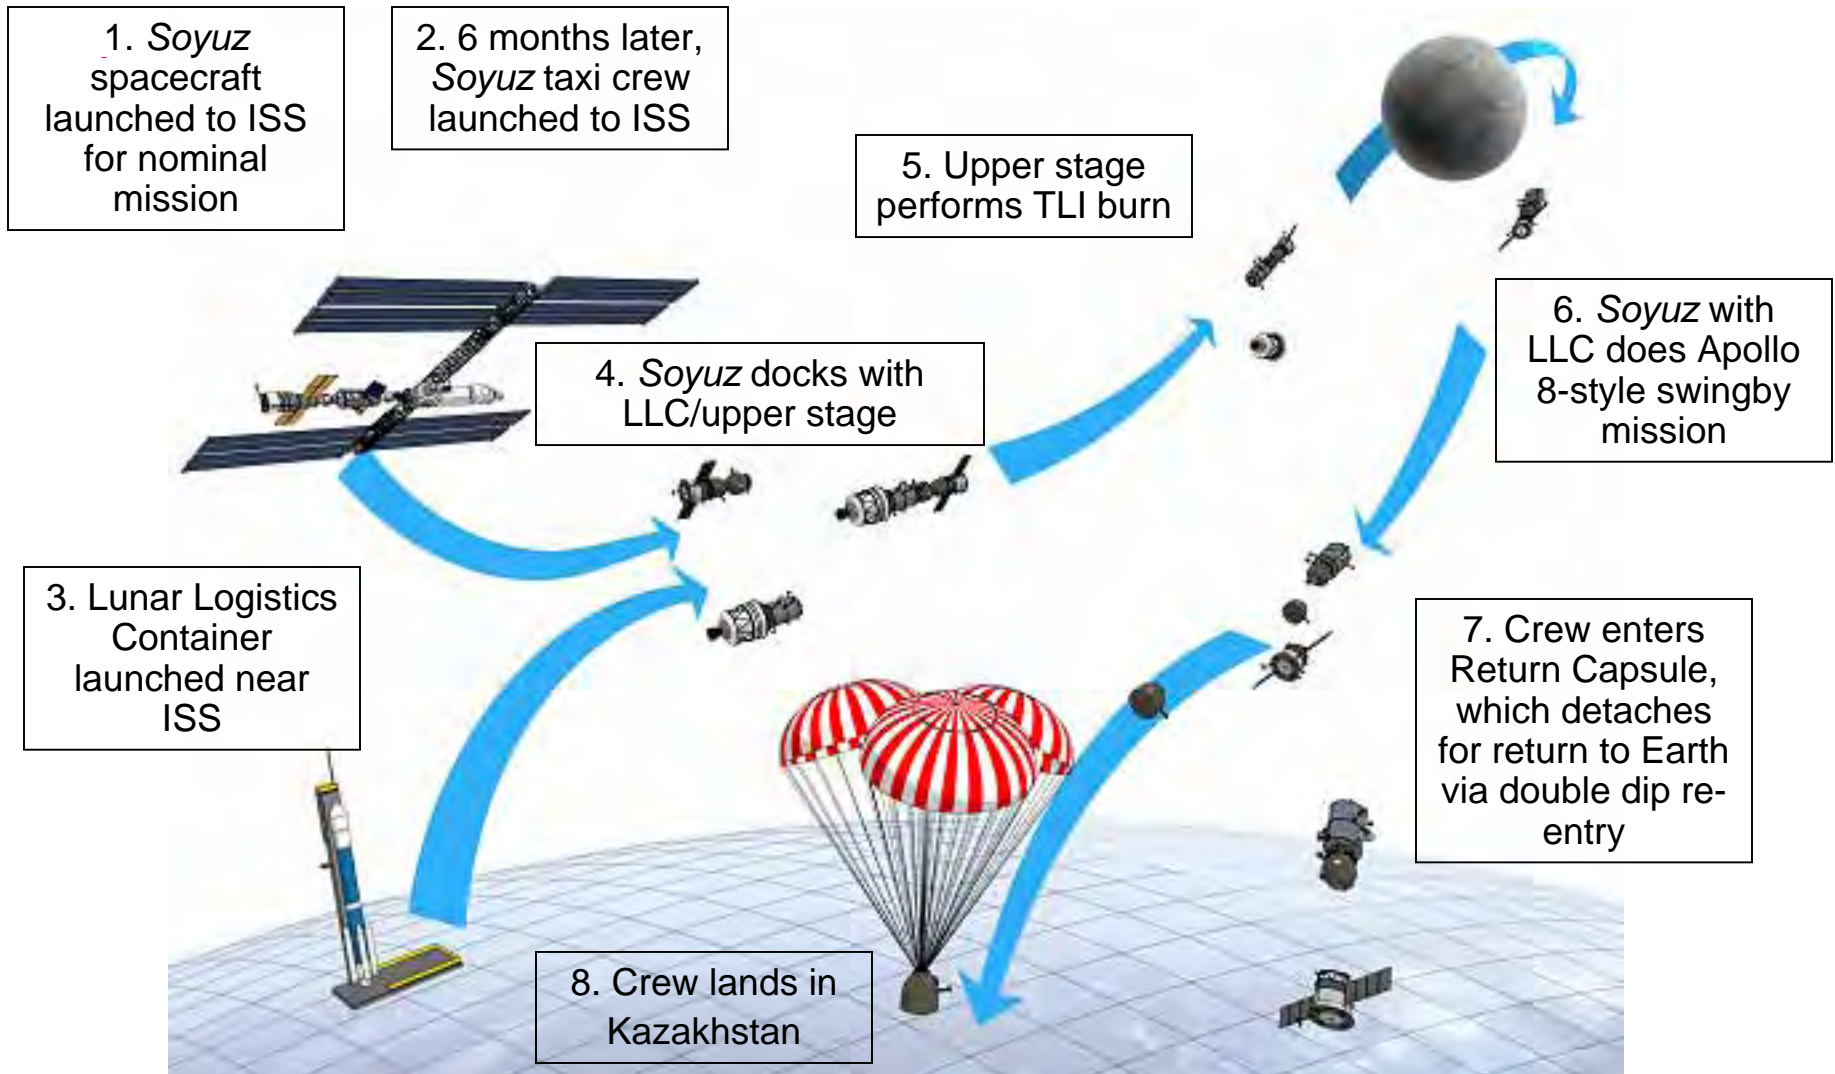 1. Soyuz
spacecraft
launched to ISS
for nominal
mission
2. 6 months later,
Soyuz taxi crew
launched to ISS
5. Upper stage
performs TLI burn
6. Soyuz with
LLC does Apollo
8-style swingby
mission
4. Soyuz docks with
LLC/upper stage
3. Lunar Logistics
Container
launched near
ISS
7. Crew enters
Return Capsule,
which detaches
for return to Earth
via double dip re-
entry
8. Crew lands in
Kazakhstan